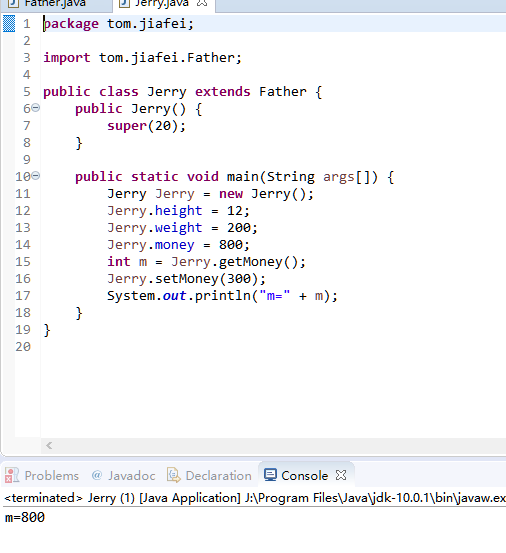 Father.java Jerry.java
1 package tom.jiafei;
2
3 import tom.jiafei.Father;
4
5 public class Jerry extends Father {
6 public Jerry() {
7 super(20);
8 }
9
10 public static void main(String args[]) {
11 Jerry Jerry = new Jerry();
12 Jerry.height = 12;
13 Jerry.weight = 200;
14 Jerry.money = 800;
15 int m = Jerry.getMoney();
16 Jerry.setMoney(300);
17 System.out.println("m=" + m);
18 }
19 }
20
Problems @ Javadoc Declaration Console
<terminated> Jerry (1) [Java Application] J:\Program Files\Java\jdk-10.0.1\bin\javaw.ex
m=800